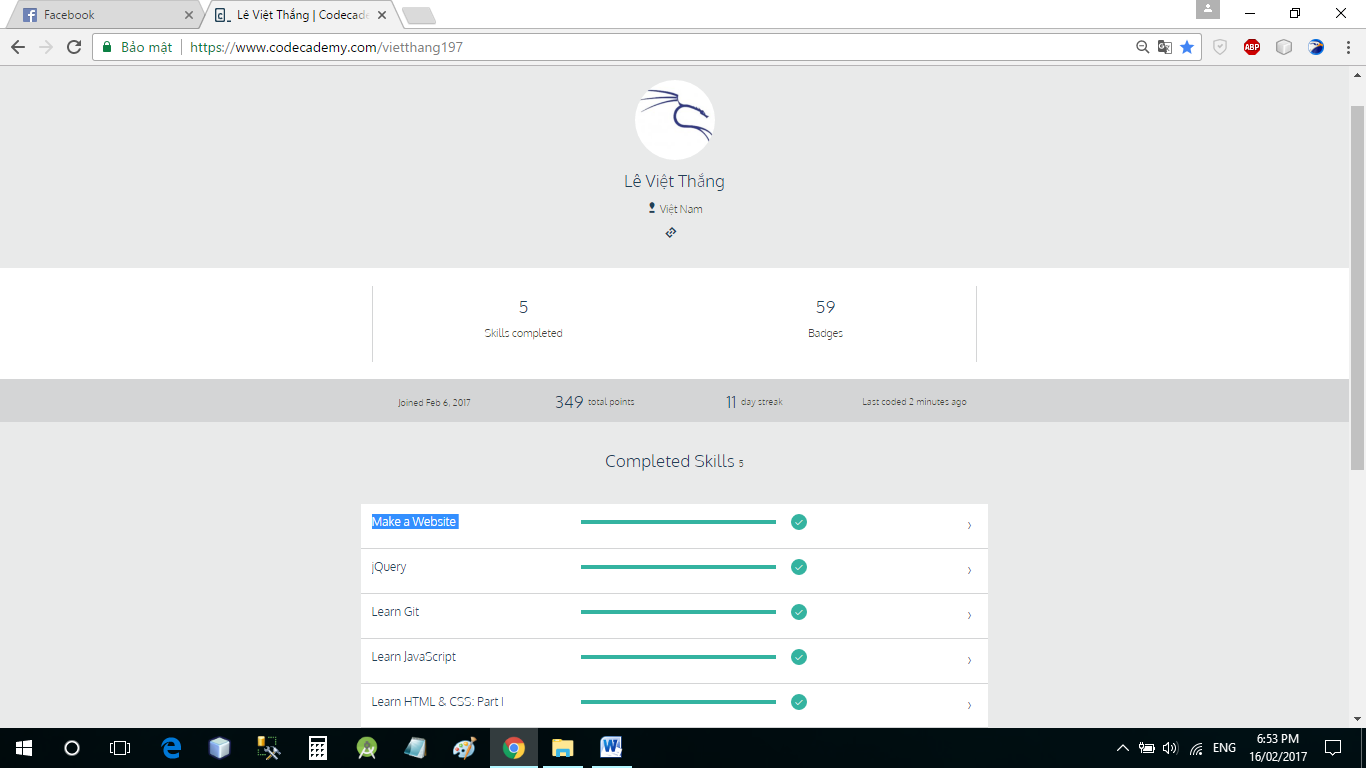 Facebook
Lê Việt Thắng | Codecade
Bảo mật
https://www.codecademy.com/vietthang197
ABP
Lê Việt Thắng
Việt Nam
5
59
Skills completed
Badges
Joined Feb 6, 2017
349 total points
11 day streak
Last coded 2 minutes ago
Completed Skills 5
Make a Website
jQuery
Learn Git
Learn JavaScript
Learn HTML & CSS: Part I
ENG
6:53 PM
16/02/2017